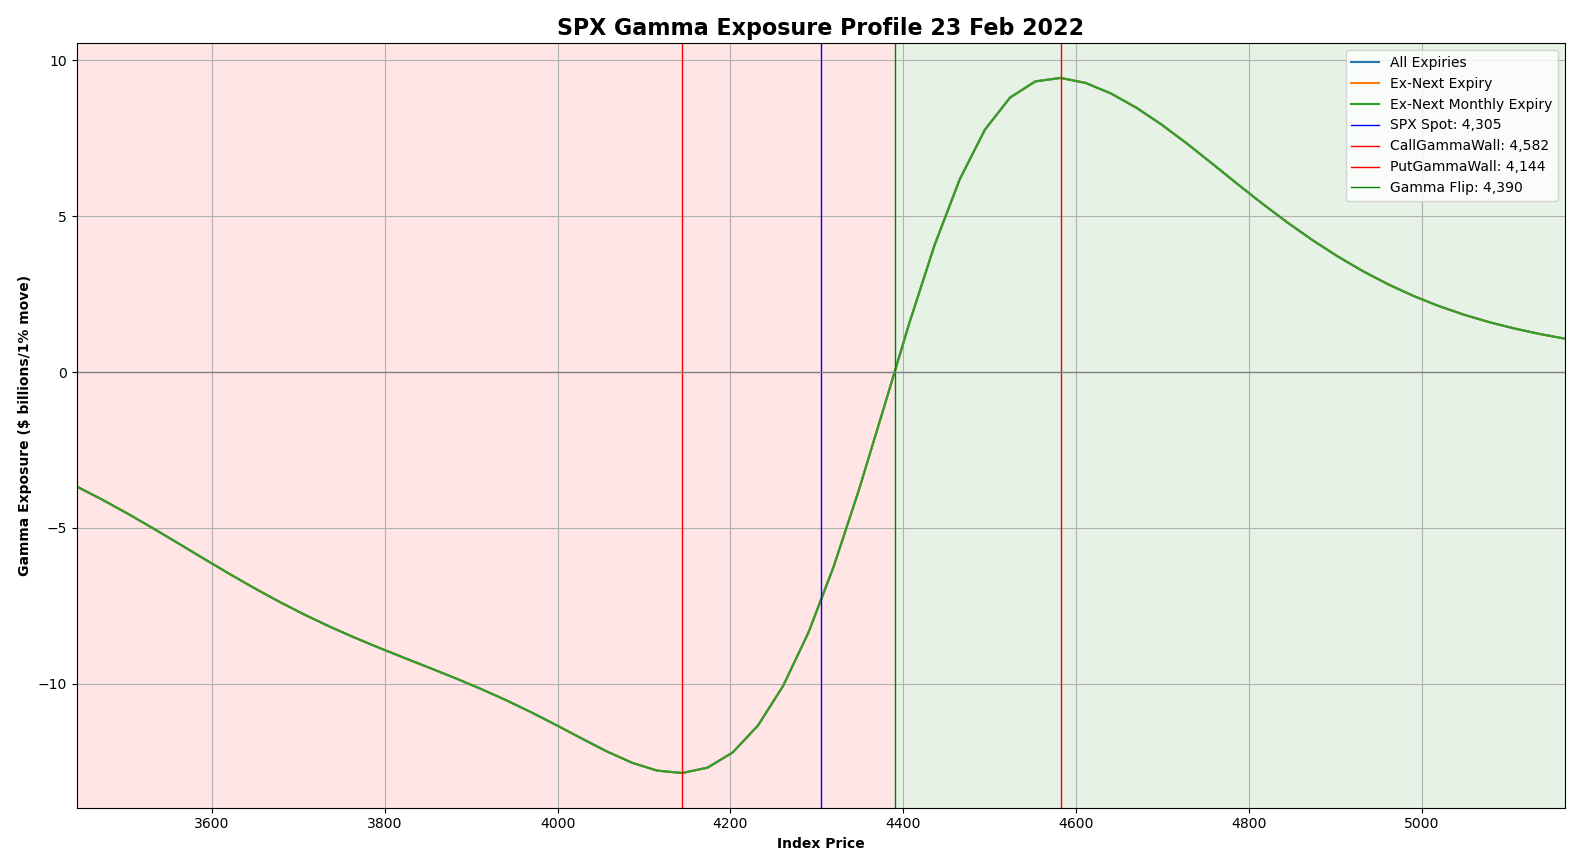 SPX Gamma Exposure Profile 23 Feb 2022
All Expiries
Ex-Next Expiry
Ex-Next Monthly Expiry
SPX Spot: 4,305
CallGammaWall: 4,582
PutGammaWall: 4,144
Gamma Flip: 4,390
Gamma Exposure ($ billions/1% move)
10
5
0
−5
−10
3600 3800 4000 4200 4400 4600 4800 5000
Index Price